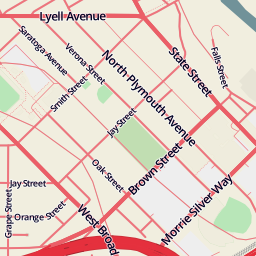 Lyell Avenue
Saratoga Avenue
Verona Street
North Plymouth Avenue
State Street
Falls Street
Smith Street
Jay Street
Oak Street
Brown Street
Jay Street
Orange Street
Grape Street
West Broad
Morrie Silver Way